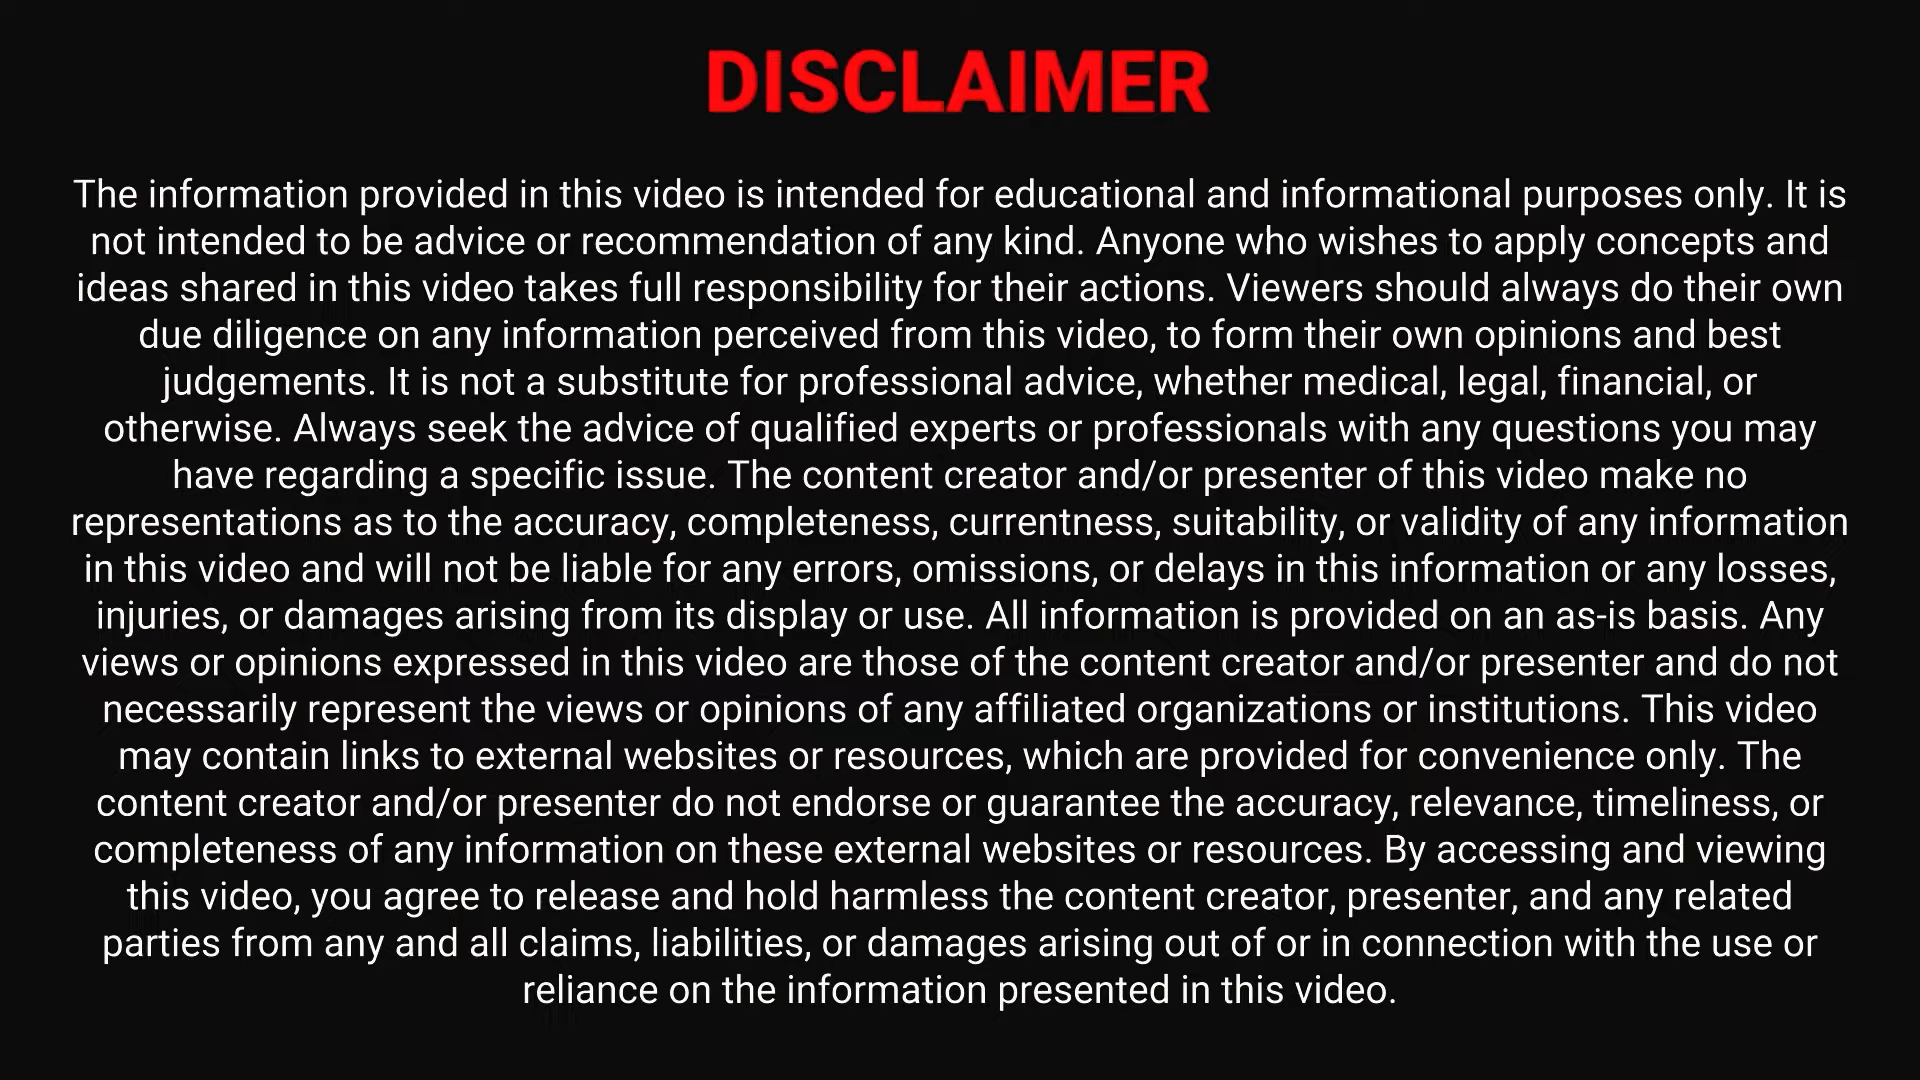 DISCLAIMER
The information provided in this video is intended for educational and informational purposes only. It is
not intended to be advice or recommendation of any kind. Anyone who wishes to apply concepts and
ideas shared in this video takes full responsibility for their actions. Viewers should always do their own
due diligence on any information perceived from this video, to form their own opinions and best
judgements. It is not a substitute for professional advice, whether medical, legal, financial, or
otherwise. Always seek the advice of qualified experts or professionals with any questions you may
have regarding a specific issue. The content creator and/or presenter of this video make no
representations as to the accuracy, completeness, currentness, suitability, or validity of any information
in this video and will not be liable for any errors, omissions, or delays in this information or any losses,
injuries, or damages arising from its display or use. All information is provided on an as-is basis. Any
views or opinions expressed in this video are those of the content creator and/or presenter and do not
necessarily represent the views or opinions of any affiliated organizations or institutions. This video
may contain links to external websites or resources, which are provided for convenience only. The
content creator and/or presenter do not endorse or guarantee the accuracy, relevance, timeliness, or
completeness of any information on these external websites or resources. By accessing and viewing
this video, you agree to release and hold harmless the content creator, presenter, and any related
parties from any and all claims, liabilities, or damages arising out of or in connection with the use or
reliance on the information presented in this video.